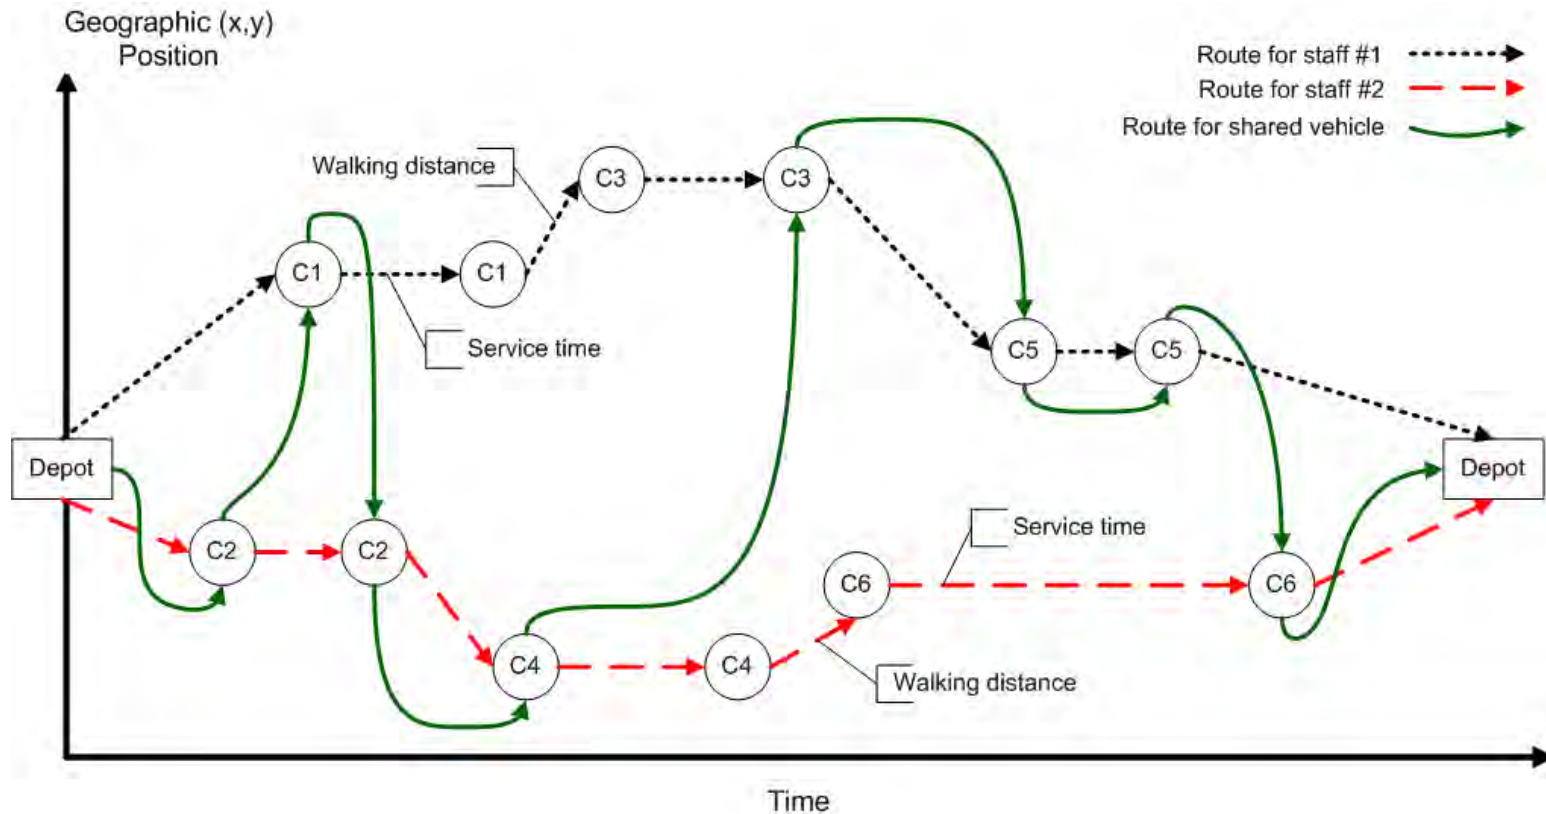 Geographic (x,y)
Position
Route for staff #1
Route for staff #2
Route for shared vehicle
Walking distance
C3
C3
C1
C1
Service time
C5
C5
Depot
Depot
C2
C2
Service time
C6
C6
C4
C4
Walking distance
Time